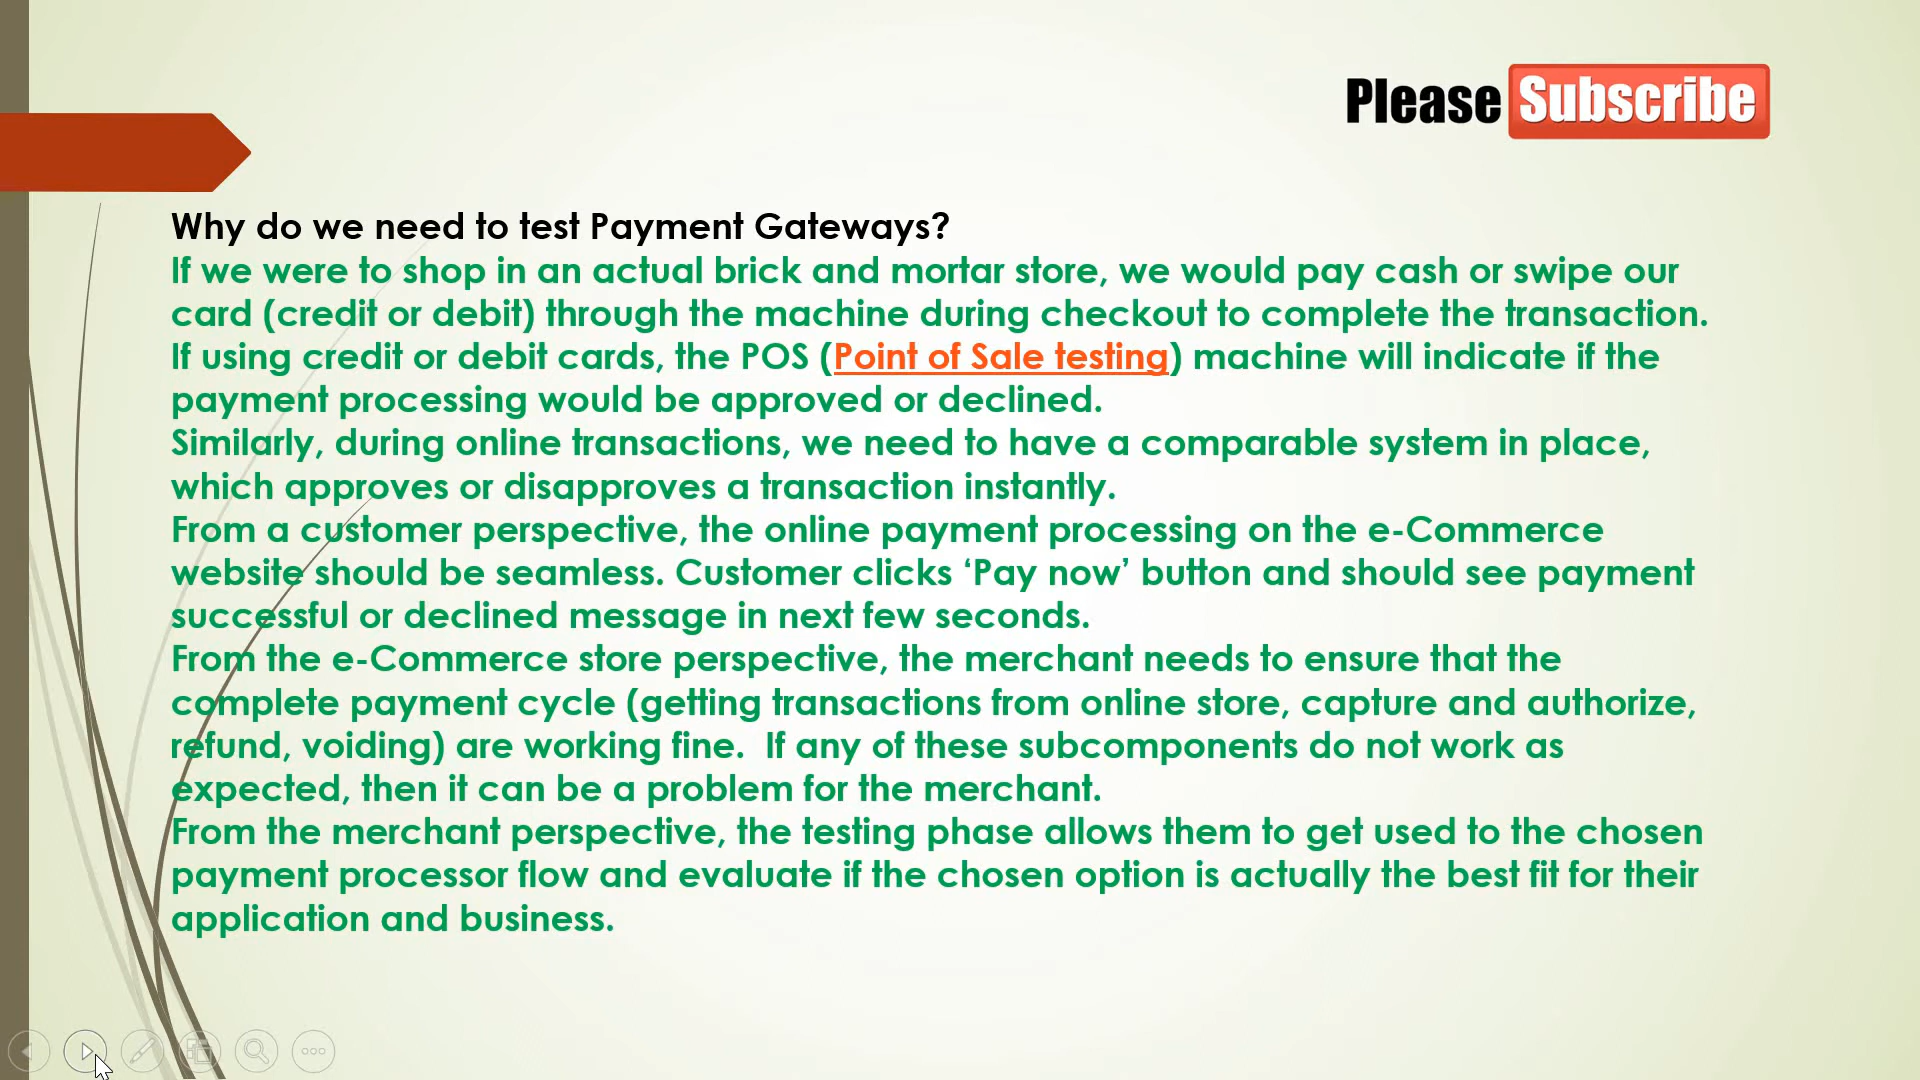 Please Subscribe
Why do we need to test Payment Gateways?
If we were to shop in an actual brick and mortar store, we would pay cash or swipe our
card (credit or debit) through the machine during checkout to complete the transaction.
If using credit or debit cards, the POS (Point of Sale testing) machine will indicate if the
payment processing would be approved or declined.
Similarly, during online transactions, we need to have a comparable system in place,
which approves or disapproves a transaction instantly.
From a customer perspective, the online payment processing on the e-Commerce
website should be seamless. Customer clicks ‘Pay now’ button and should see payment
successful or declined message in next few seconds.
From the e-Commerce store perspective, the merchant needs to ensure that the
complete payment cycle (getting transactions from online store, capture and authorize,
refund, voiding) are working fine.  If any of these subcomponents do not work as
expected, then it can be a problem for the merchant.
From the merchant perspective, the testing phase allows them to get used to the chosen
payment processor flow and evaluate if the chosen option is actually the best fit for their
application and business.